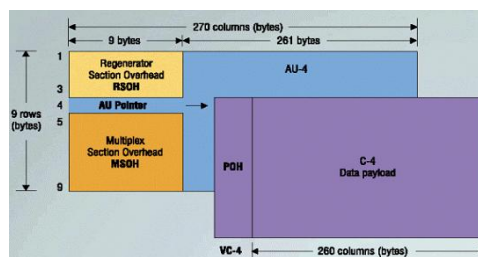 270 columns (bytes)
9 bytes
261 bytes
1
Regenerator
Section Overhead
RSOH
AU-4
3
9 rows
(bytes)
4
AU Pointer
5
Multiplex
Section Overhead
MSOH
POH
C-4
Data payload
9
VC-4
260 columns (bytes)